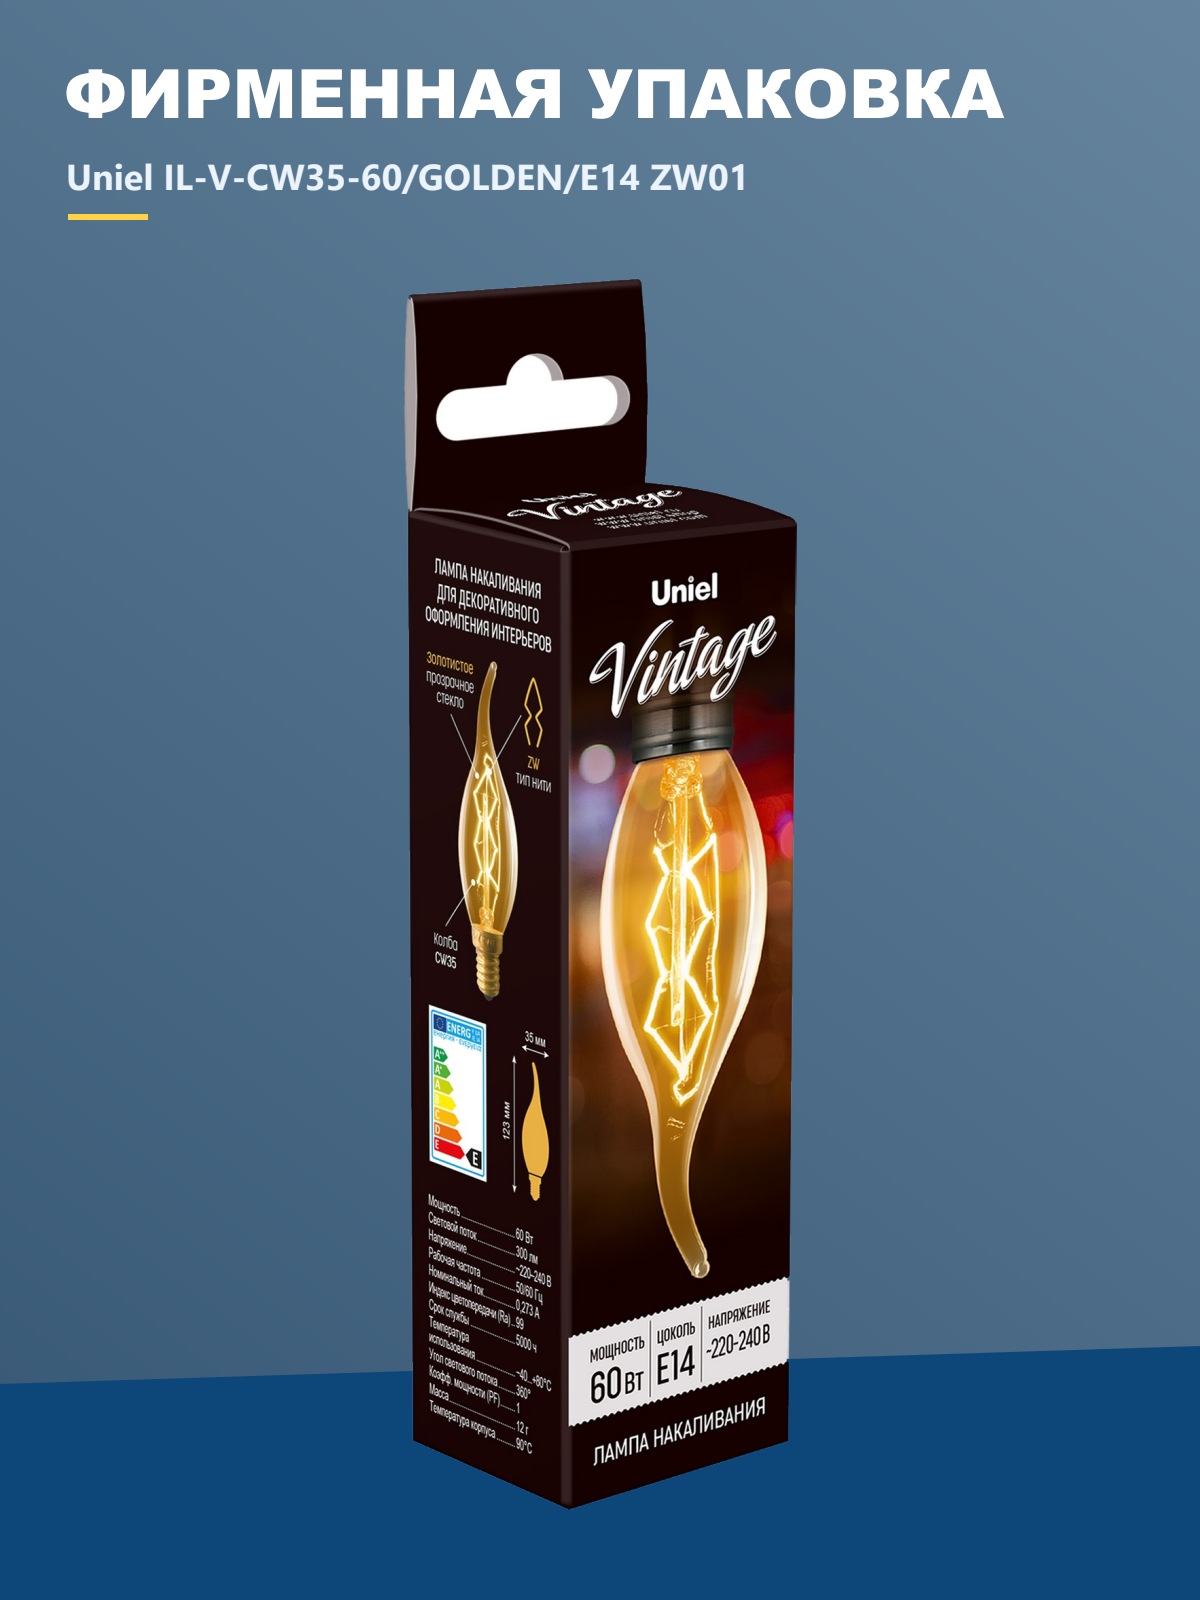 ФИРМЕННАЯ УПАКОВКА
Uniel IL-V-CW35-60/GOLDEN/E14 ZW01
Uniel
Vintage
ЛАМПА НАКАЛИВАНИЯ
ДЛЯ ДЕКОРАТИВНОГО
ОФОРМЛЕНИЯ ИНТЕРЬЕРОВ
Золотистое
прозрачное
стекло
ZW
ТИП НИТИ
Колба
CW35
ENERG
35 мм
123 мм
A++
A+
A
B
C
D
E
E
Мощность 60 Вт
Световой поток 300 лм
Напряжение ~220-240 В
Рабочая частота 50/60 Гц
Номинальный ток 0,273 А
Индекс цветопередачи (Ra) 99
Срок службы 5000 ч
Температура
использования -40...+60°C
Угол светового потока 360°
Коэфф. мощности (PF) 1
Масса 12 г
Температура корпуса 90°C
Uniel
Vintage
МОЩНОСТЬ
60 Вт
ЦОКОЛЬ
E14
НАПРЯЖЕНИЕ
~220-240 В
ЛАМПА НАКАЛИВАНИЯ